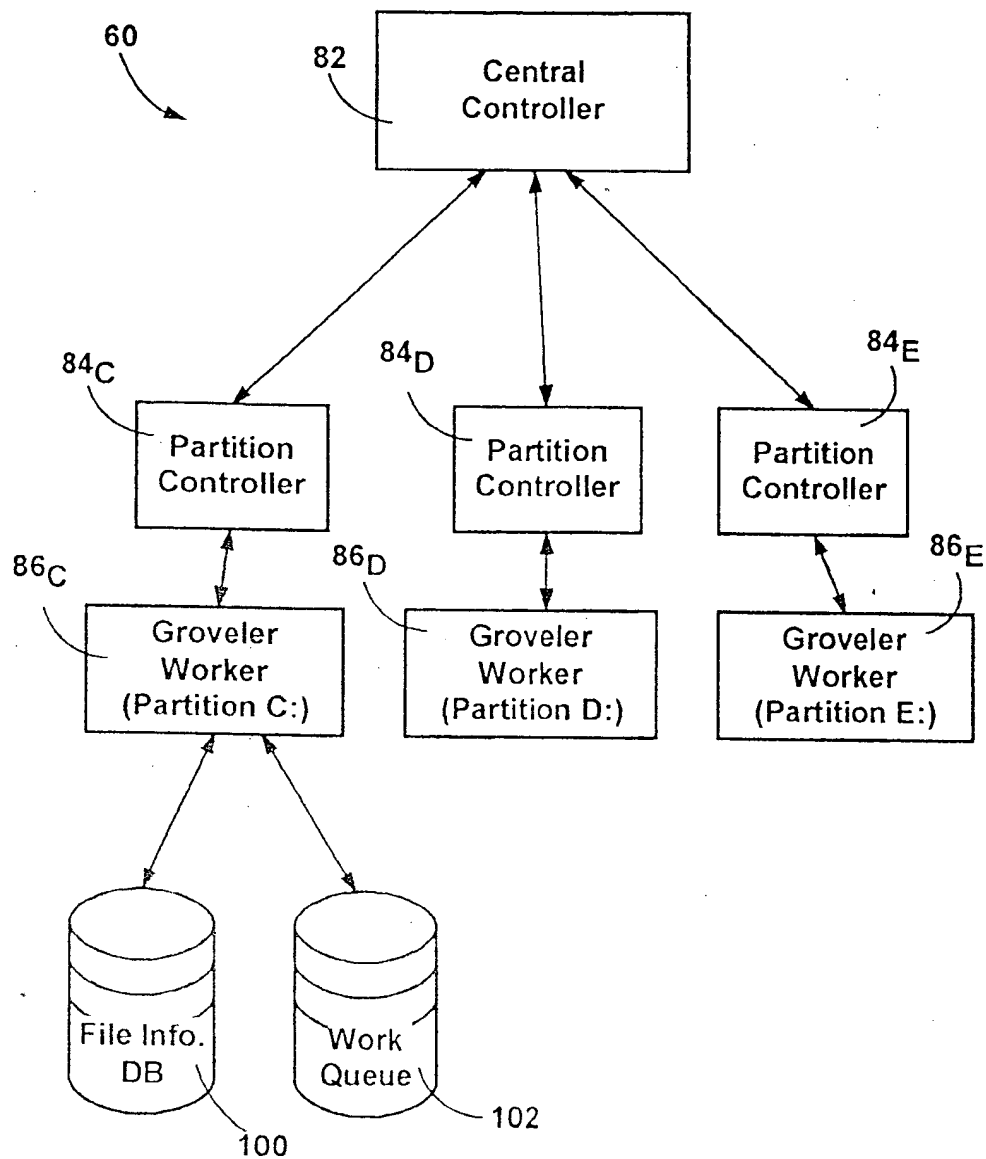 60
82
Central
Controller
84C
84D
84E
Partition
Controller
Partition
Controller
Partition
Controller
86C
86D
86E
Groveler
Worker
(Partition C:)
Groveler
Worker
(Partition D:)
Groveler
Worker
(Partition E:)
File Info.
DB
Work
Queue
100
102